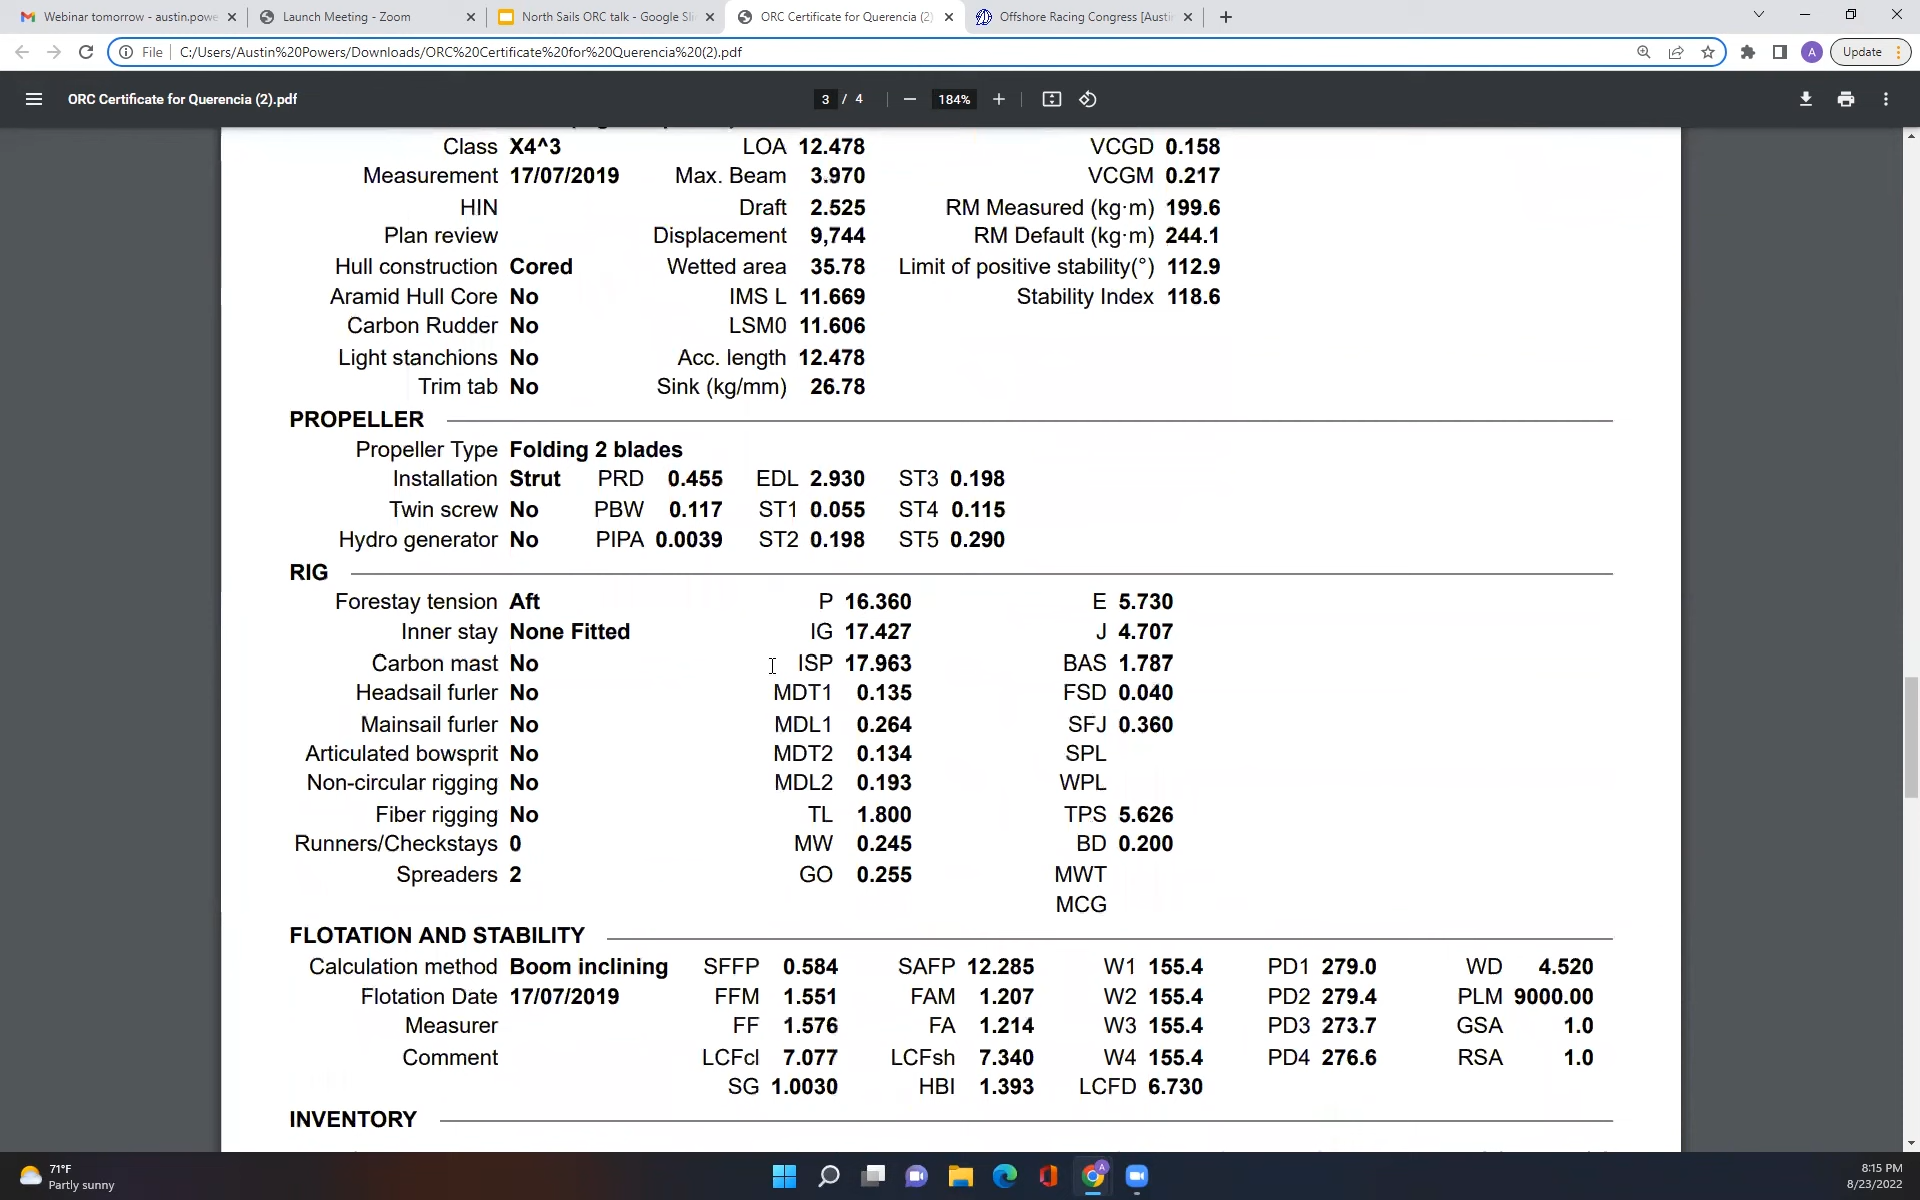 Webinar tomorrow - austin.powe
Launch Meeting - Zoom
North Sails ORC talk - Google Sli
ORC Certificate for Querencia (2)
Offshore Racing Congress [Austi
File C:/Users/Austin%20Powers/Downloads/ORC%20Certificate%20for%20Querencia%20(2).pdf
A Update
ORC Certificate for Querencia (2).pdf 3 / 4 184%
Class X4^3 LOA 12.478 VCGD 0.158
Measurement 17/07/2019 Max. Beam 3.970 VCGM 0.217
HIN Draft 2.525 RM Measured (kg·m) 199.6
Plan review Displacement 9,744 RM Default (kg·m) 244.1
Hull construction Cored Wetted area 35.78 Limit of positive stability(°) 112.9
Aramid Hull Core No IMS L 11.669 Stability Index 118.6
Carbon Rudder No LSM0 11.606
Light stanchions No Acc. length 12.478
Trim tab No Sink (kg/mm) 26.78
PROPELLER
Propeller Type Folding 2 blades
Installation Strut PRD 0.455 EDL 2.930 ST3 0.198
Twin screw No PBW 0.117 ST1 0.055 ST4 0.115
Hydro generator No PIPA 0.0039 ST2 0.198 ST5 0.290
RIG
Forestay tension Aft P 16.360 E 5.730
Inner stay None Fitted IG 17.427 J 4.707
Carbon mast No ISP 17.963 BAS 1.787
Headsail furler No MDT1 0.135 FSD 0.040
Mainsail furler No MDL1 0.264 SFJ 0.360
Articulated bowsprit No MDT2 0.134 SPL
Non-circular rigging No MDL2 0.193 WPL
Fiber rigging No TL 1.800 TPS 5.626
Runners/Checkstays 0 MW 0.245 BD 0.200
Spreaders 2 GO 0.255 MWT
MCG
FLOTATION AND STABILITY
Calculation method Boom inclining SFFP 0.584 SAFP 12.285 W1 155.4 PD1 279.0 WD 4.520
Flotation Date 17/07/2019 FFM 1.551 FAM 1.207 W2 155.4 PD2 279.4 PLM 9000.00
Measurer FF 1.576 FA 1.214 W3 155.4 PD3 273.7 GSA 1.0
Comment LCFcl 7.077 LCFsh 7.340 W4 155.4 PD4 276.6 RSA 1.0
SG 1.0030 HBI 1.393 LCFD 6.730
INVENTORY
71°F
Partly sunny
8:15 PM
8/23/2022